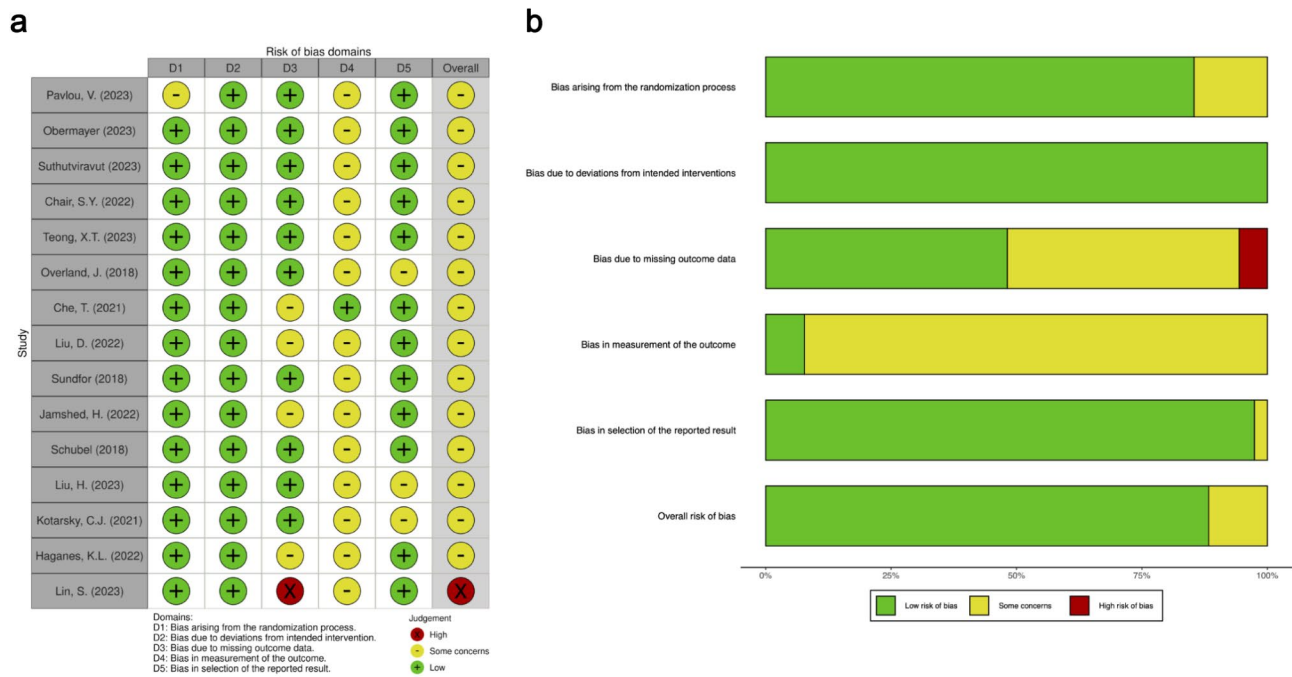 a
Risk of bias domains
D1 D2 D3 D4 D5 Overall
Study
Pavlou, V. (2023) - + + - + -
Obermayer (2023) + + + - + -
Suthutviravut (2023) + + + - + -
Chair, S.Y. (2022) + + + - + -
Teong, X.T. (2023) + + + - + -
Overland, J. (2018) + + + - - -
Che, T. (2021) + + - + + -
Liu, D. (2022) + + - - + -
Sundfor (2018) + + + - + -
Jamshed, H. (2022) + + - - + -
Schubel (2018) + + + - + -
Liu, H. (2023) + + + - - -
Kotarsky, C.J. (2021) + + + - - -
Haganes, K.L. (2022) + + - - + -
Lin, S. (2023) + + X - + X
Domains:
D1: Bias arising from the randomization process.
D2: Bias due to deviations from intended intervention.
D3: Bias due to missing outcome data.
D4: Bias in measurement of the outcome.
D5: Bias in selection of the reported result.
Judgement
X High
- Some concerns
+ Low
b
Bias arising from the randomization process
Bias due to deviations from intended interventions
Bias due to missing outcome data
Bias in measurement of the outcome
Bias in selection of the reported result
Overall risk of bias
0% 25% 50% 75% 100%
Low risk of bias Some concerns High risk of bias